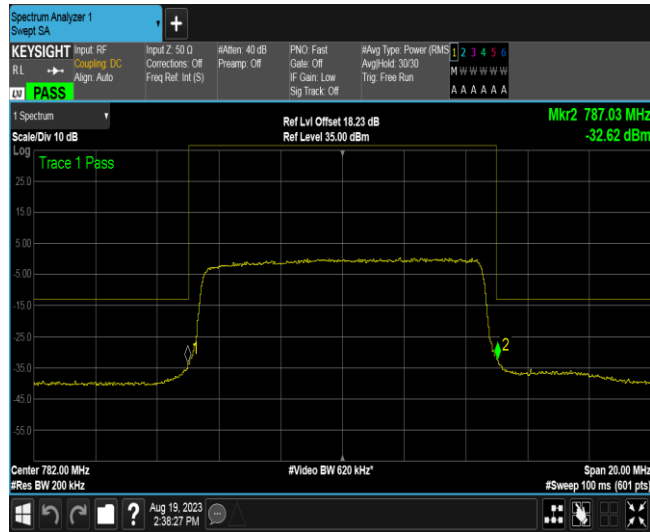 Spectrum Analyzer 1
Swept SA
KEYSIGHT
RL
LXI PASS
Input: RF
Coupling: DC
Align: Auto
Input Z: 50 Ω
Corrections: Off
Freq Ref: Int (S)
#Atten: 40 dB
Preamp: Off
PNO: Fast
Gate: Off
IF Gain: Low
Sig Track: Off
#Avg Type: Power (RMS
Avg|Hold: 30/30
Trig: Free Run
1 2 3 4 5 6
M W W W W W
A A A A A A
1 Spectrum
Scale/Div 10 dB
Ref Lvl Offset 18.23 dB
Ref Level 35.00 dBm
Mkr2 787.03 MHz
-32.62 dBm
Log
Trace 1 Pass
25.0
15.0
5.00
-5.00
-15.0
-25.0
1
2
-45.0
-55.0
Center 782.00 MHz
#Res BW 200 kHz
#Video BW 620 kHz*
Span 20.00 MHz
#Sweep 100 ms (601 pts)
?
Aug 19, 2023
2:38:27 PM